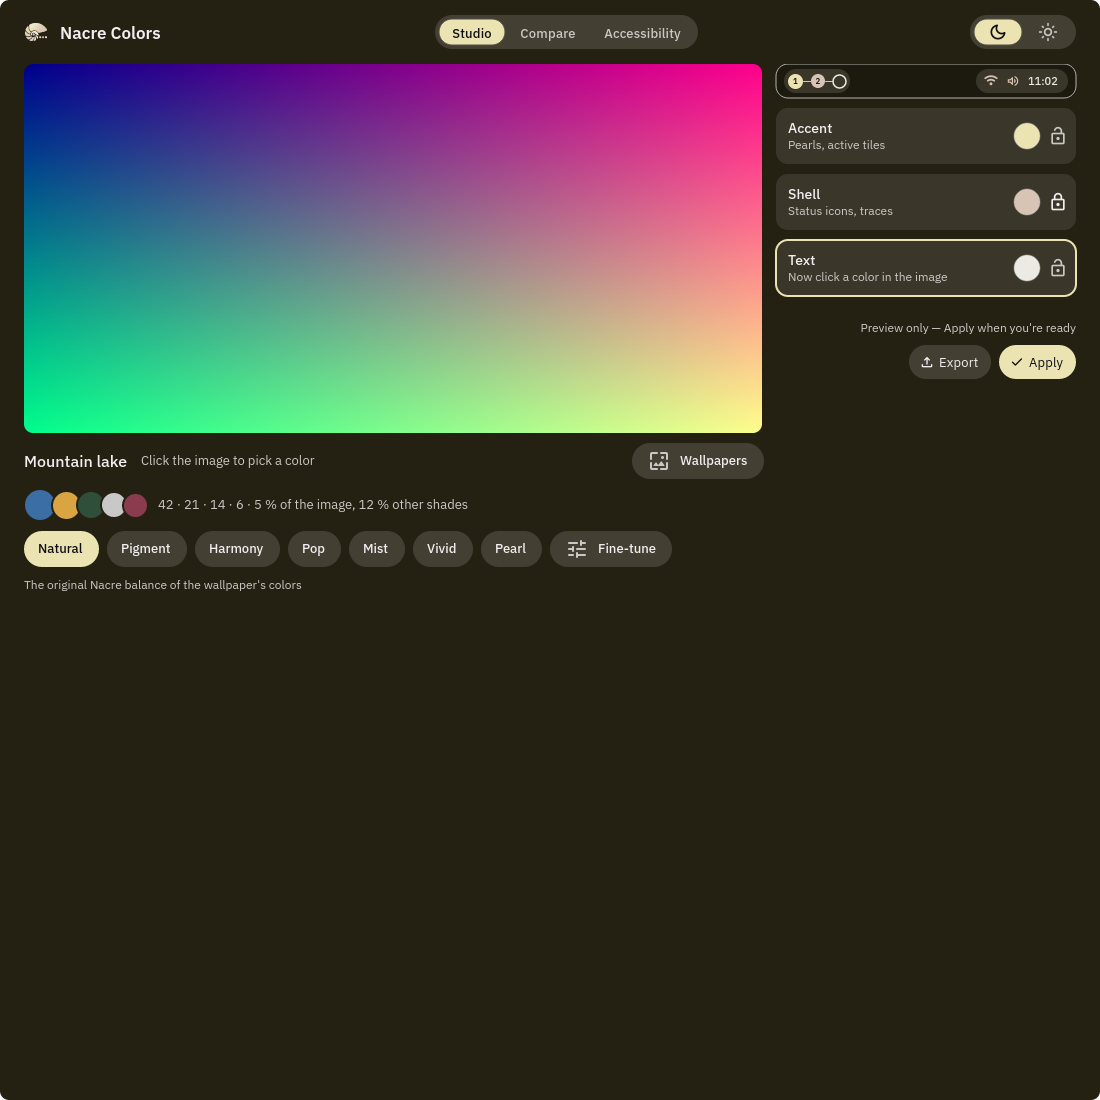 Nacre Colors
Studio
Compare
Accessibility
1
2
11:02
Accent
Pearls, active tiles
Shell
Status icons, traces
Text
Now click a color in the image
Preview only — Apply when you're ready
Export
Apply
Mountain lake
Click the image to pick a color
Wallpapers
42 · 21 · 14 · 6 · 5 % of the image, 12 % other shades
Natural
Pigment
Harmony
Pop
Mist
Vivid
Pearl
Fine-tune
The original Nacre balance of the wallpaper's colors